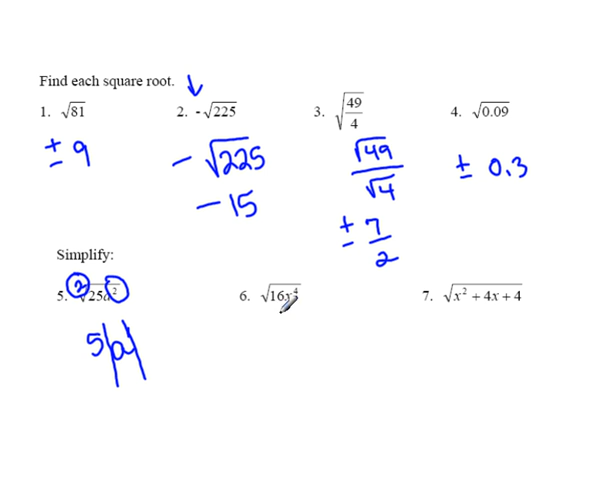 Find each square root. ↓
1. √81 2. -√225 3. √(49/4) 4. √0.09
± 9 - √225 √49/√4 ± 0.3
- 15 ± 7/2
Simplify:
5. √25a² 6. √16x⁴ 7. √x² + 4x + 4
2
5|a|